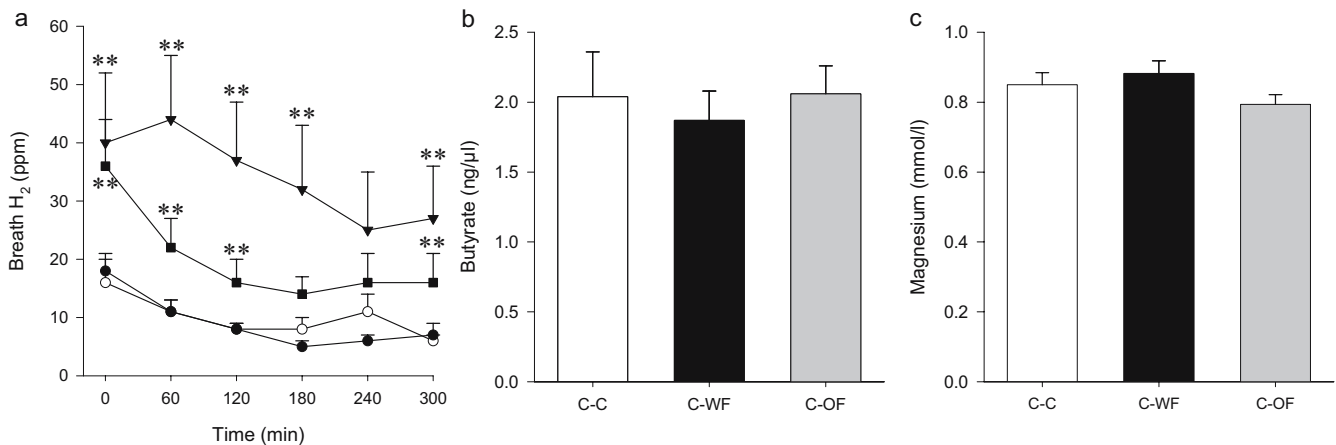 a
60
50
40
30
20
10
0
Breath H₂ (ppm)
** ** ** ** **
** ** ** **
0 60 120 180 240 300
Time (min)
b
2.5
2.0
1.5
1.0
0.5
0.0
Butyrate (ng/µl)
C-C C-WF C-OF
c
1.0
0.8
0.6
0.4
0.2
0.0
Magnesium (mmol/l)
C-C C-WF C-OF